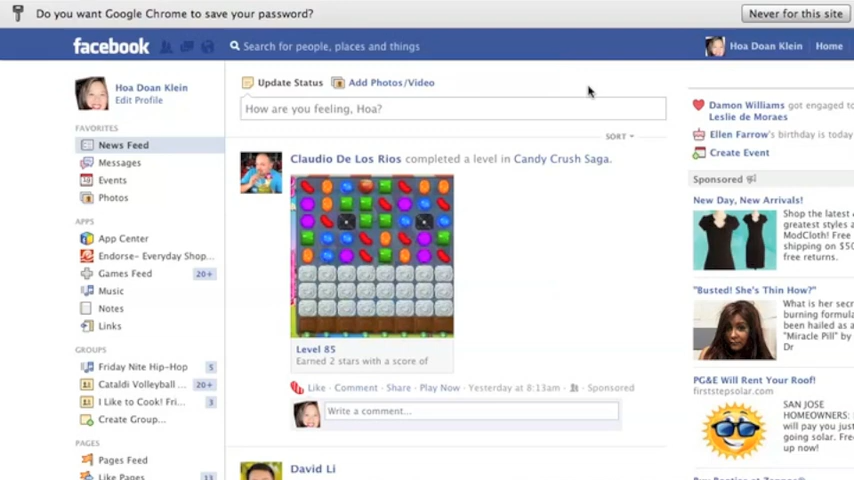 Do you want Google Chrome to save your password?
Never for this site
facebook
Search for people, places and things
Hoa Doan Klein
Home
Hoa Doan Klein
Edit Profile
FAVORITES
News Feed
Messages
Events
Photos
APPS
App Center
Endorse- Everyday Shop...
Games Feed
20+
Music
Notes
Links
GROUPS
Friday Nite Hip-Hop
5
Cataldi Volleyball ...
20+
I Like to Cook! Fri...
3
Create Group...
PAGES
Pages Feed
Like Pages
13
Update Status
Add Photos/Video
How are you feeling, Hoa?
SORT
Claudio De Los Rios completed a level in Candy Crush Saga.
Level 85
Earned 2 stars with a score of
Like · Comment · Share · Play Now · Yesterday at 8:13am · Sponsored
Write a comment...
David Li
Damon Williams got engaged to
Leslie de Moraes
Ellen Farrow's birthday is today
Create Event
Sponsored
New Day, New Arrivals!
Shop the latest &
greatest styles a
ModCloth! Free
shipping on $50
free returns.
"Busted! She's Thin How?"
What is her secr
burning formula
been hailed as a
"Miracle Pill" by
Dr
PG&E Will Rent Your Roof!
firststepsolar.com
SAN JOSE
HOMEOWNERS:
will pay you just
going solar. Free
up now!